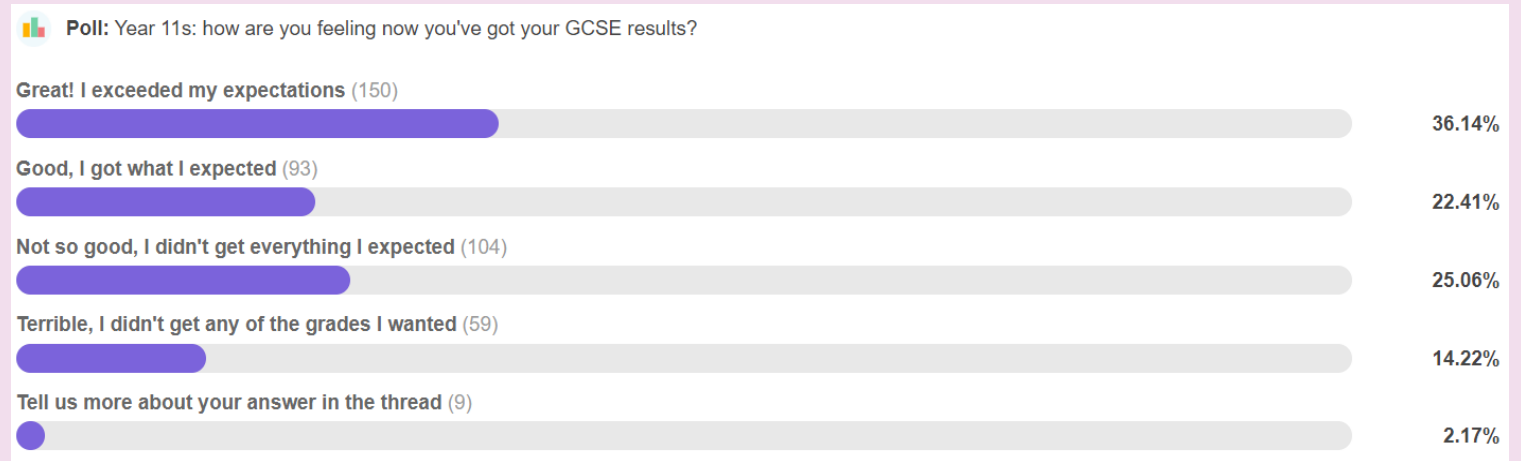 Poll: Year 11s: how are you feeling now you've got your GCSE results?
Great! I exceeded my expectations (150)
36.14%
Good, I got what I expected (93)
22.41%
Not so good, I didn't get everything I expected (104)
25.06%
Terrible, I didn't get any of the grades I wanted (59)
14.22%
Tell us more about your answer in the thread (9)
2.17%